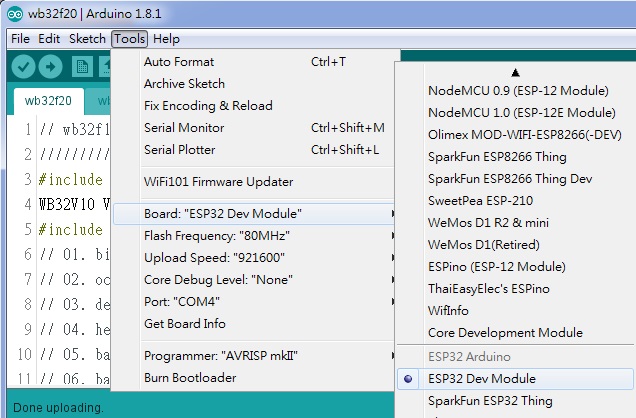 wb32f20 | Arduino 1.8.1
File Edit Sketch Tools Help
wb32f20
1 // wb32f1
2 //////////
3 #include
4 WB32V10 W
5 #include
6 // 01. bi
7 // 02. oc
8 // 03. de
9 // 04. he
10 // 05. ba
11 // 06. ba
Done uploading.
Auto Format Ctrl+T
Archive Sketch
Fix Encoding & Reload
Serial Monitor Ctrl+Shift+M
Serial Plotter Ctrl+Shift+L
WiFi101 Firmware Updater
Board: "ESP32 Dev Module"
Flash Frequency: "80MHz"
Upload Speed: "921600"
Core Debug Level: "None"
Port: "COM4"
Get Board Info
Programmer: "AVRISP mkII"
Burn Bootloader
NodeMCU 0.9 (ESP-12 Module)
NodeMCU 1.0 (ESP-12E Module)
Olimex MOD-WIFI-ESP8266(-DEV)
SparkFun ESP8266 Thing
SparkFun ESP8266 Thing Dev
SweetPea ESP-210
WeMos D1 R2 & mini
WeMos D1(Retired)
ESPino (ESP-12 Module)
ThaiEasyElec's ESPino
WifInfo
Core Development Module
ESP32 Arduino
ESP32 Dev Module
SparkFun ESP32 Thing